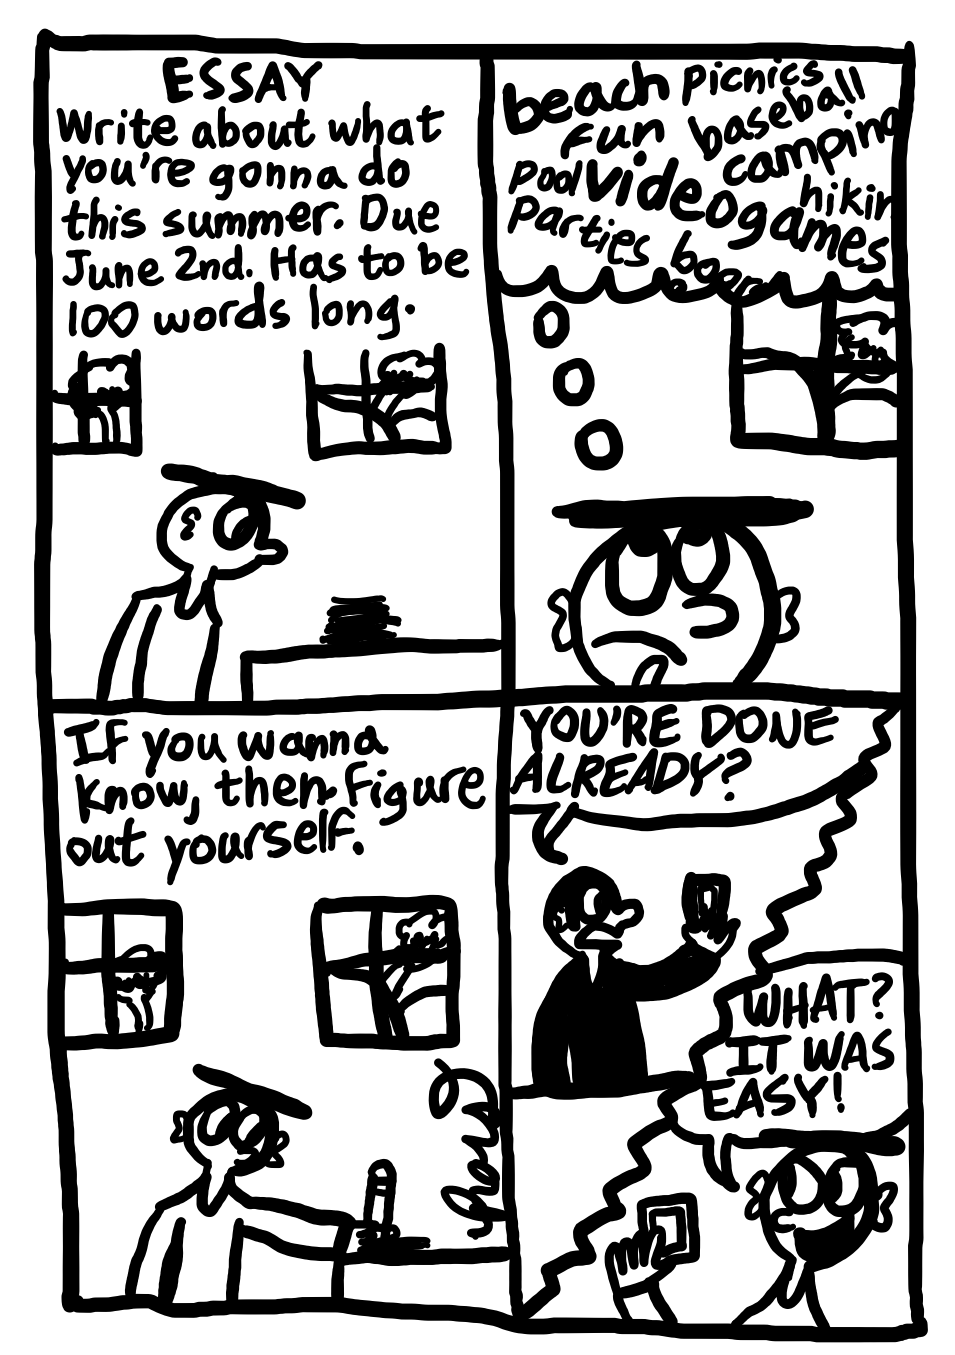 ESSAY
Write about what
you're gonna do
this summer. Due
June 2nd. Has to be
100 words long.
beach picnics
fun baseball
camping
pool videogames
hikin
parties
If you wanna
know, then figure
out yourself.
YOU'RE DONE
ALREADY?
WHAT?
IT WAS
EASY!